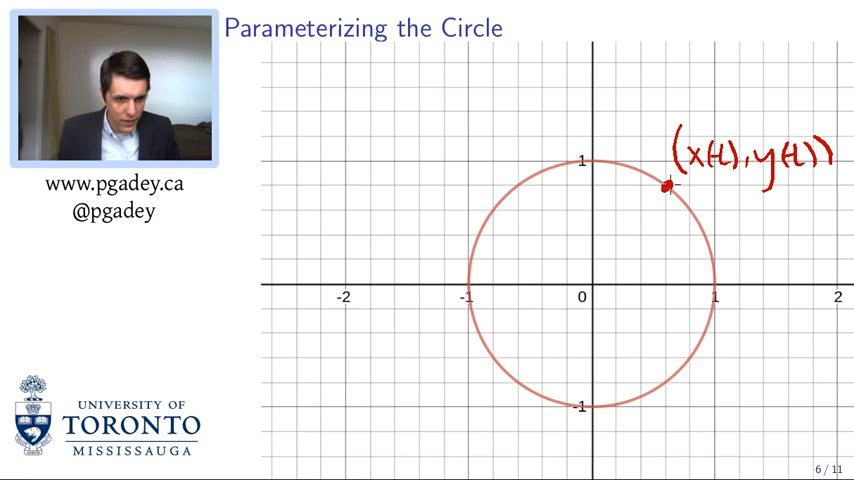 Parameterizing the Circle
www.pgadey.ca
@pgadey
(x(t), y(t))
1
-2
-1
0
1
2
-1
UNIVERSITY OF
TORONTO
MISSISSAUGA
6 / 11